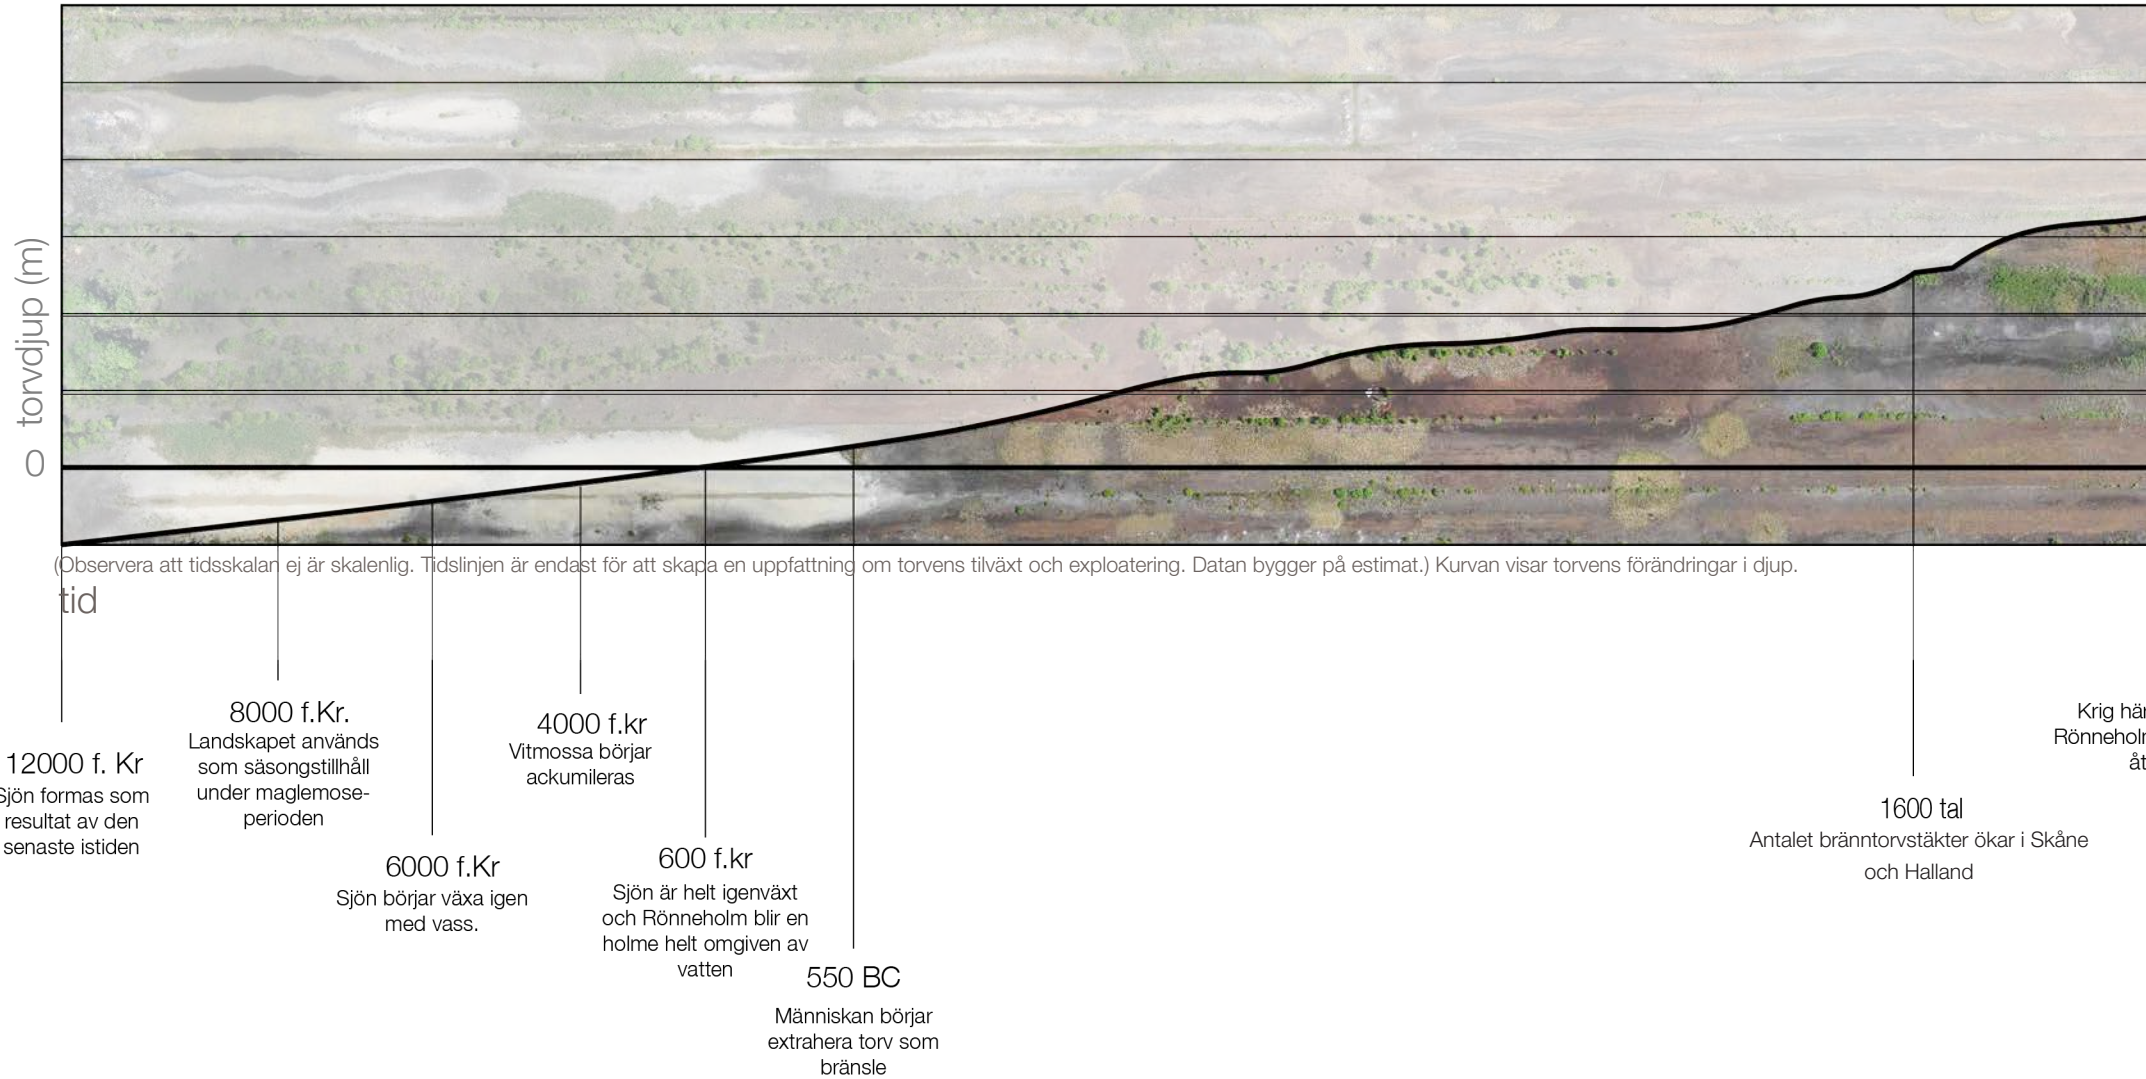 torvdjup (m)
0
(Observera att tidsskalan ej är skalenlig. Tidslinjen är endast för att skapa en uppfattning om torvens tilväxt och exploatering. Datan bygger på estimat.) Kurvan visar torvens förändringar i djup.
tid
12000 f. Kr
Sjön formas som
resultat av den
senaste istiden
8000 f.Kr.
Landskapet används
som säsongstillhåll
under maglemose-
perioden
6000 f.Kr
Sjön börjar växa igen
med vass.
4000 f.kr
Vitmossa börjar
ackumileras
600 f.kr
Sjön är helt igenväxt
och Rönneholm blir en
holme helt omgiven av
vatten
550 BC
Människan börjar
extrahera torv som
bränsle
1600 tal
Antalet bränntorvstäkter ökar i Skåne
och Halland
Krig